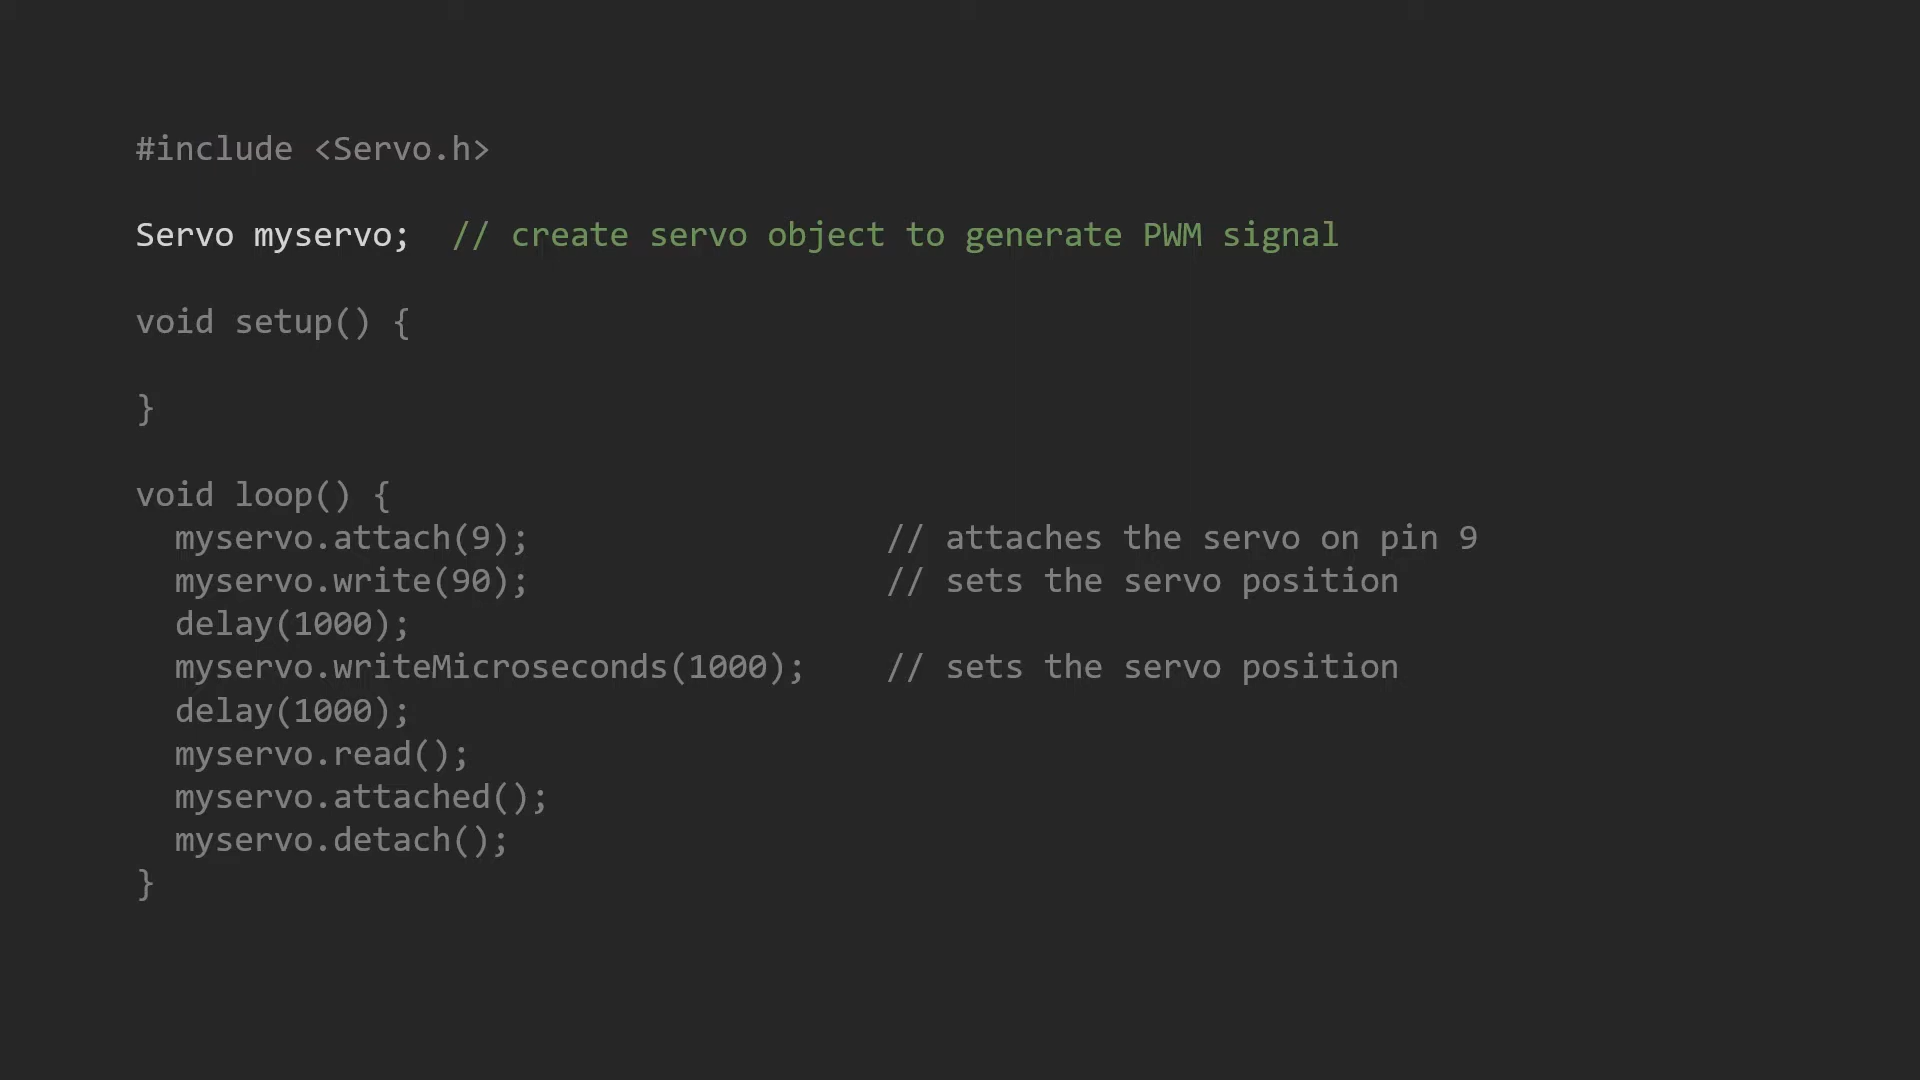 #include <Servo.h>
Servo myservo;  // create servo object to generate PWM signal
void setup() {
}
void loop() {
  myservo.attach(9);                  // attaches the servo on pin 9
  myservo.write(90);                  // sets the servo position
  delay(1000);
  myservo.writeMicroseconds(1000);    // sets the servo position
  delay(1000);
  myservo.read();
  myservo.attached();
  myservo.detach();
}